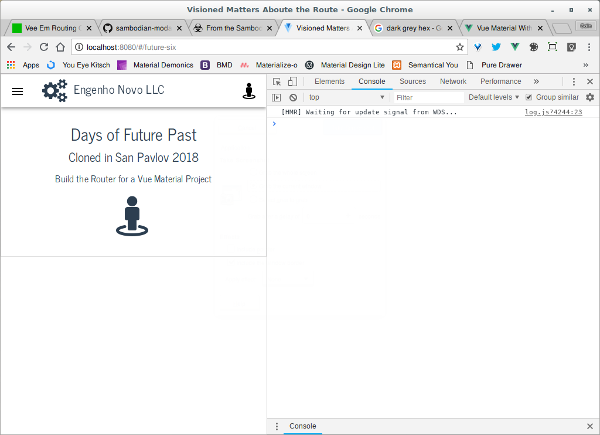 Visioned Matters Aboute the Route - Google Chrome
Vee Em Routing
sambodian-mod
From the Sambo
Visioned Matters
dark grey hex - G
Vue Material With
localhost:8080/#/future-six
Apps You Eye Kitsch Material Demonics BMD Materialize-o Material Design Lite Semantical You Pure Drawer
Engenho Novo LLC
Days of Future Past
Cloned in San Pavlov 2018
Build the Router for a Vue Material Project
Elements Console Sources Network Performance »
top Filter Default levels ▼ Group similar
[HMR] Waiting for update signal from WDS... log.js?4244:23
Console